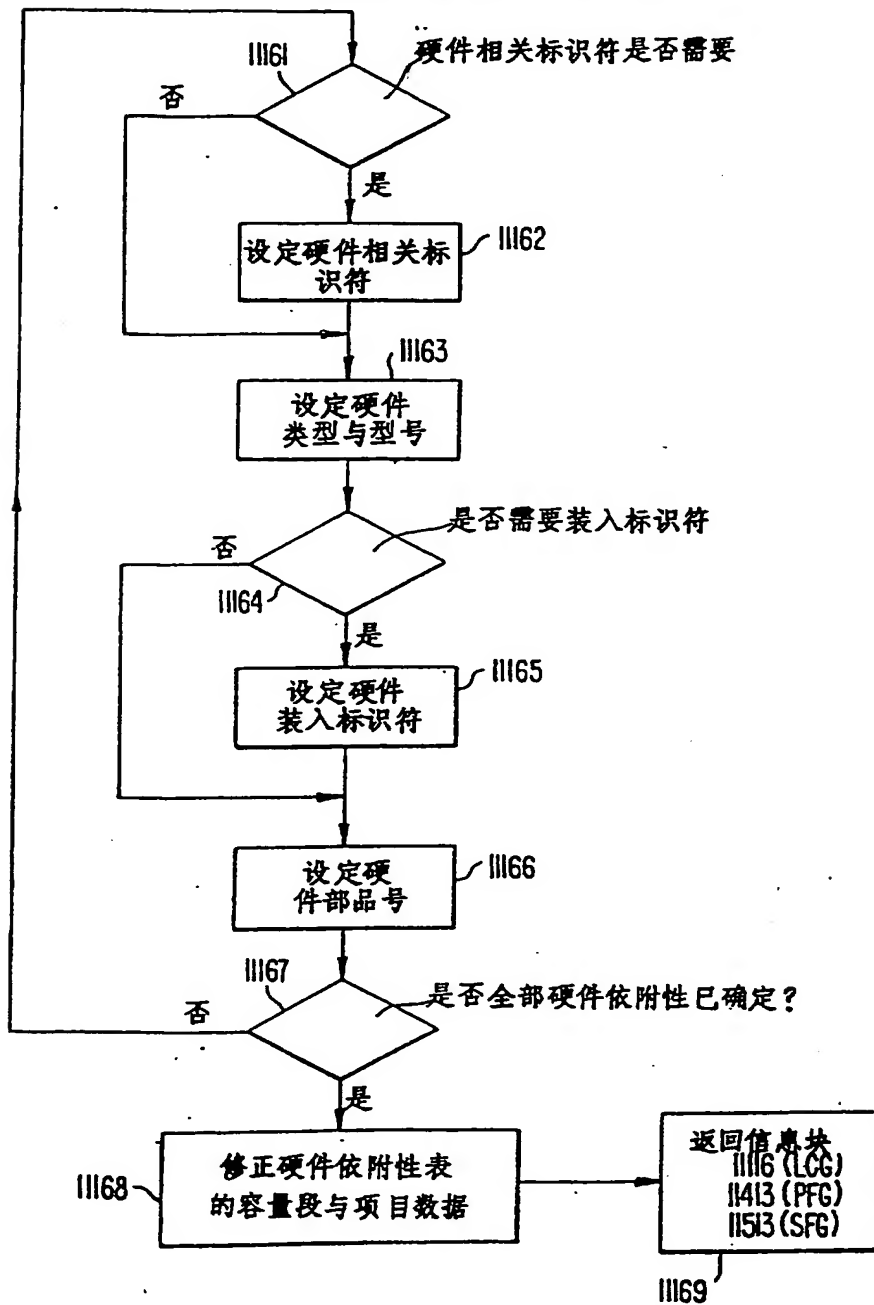 11161
硬件相关标识符是否需要
否
是
设定硬件相关标
识符
11162
11163
设定硬件
类型与型号
是否需要装入标识符
否
11164
是
设定硬件
装入标识符
11165
设定硬
件部品号
11166
11167
是否全部硬件依附性已确定?
否
是
修正硬件依附性表
的容量段与项目数据
11168
返回信息块
11116(LCG)
11413(PFG)
11513(SFG)
11169